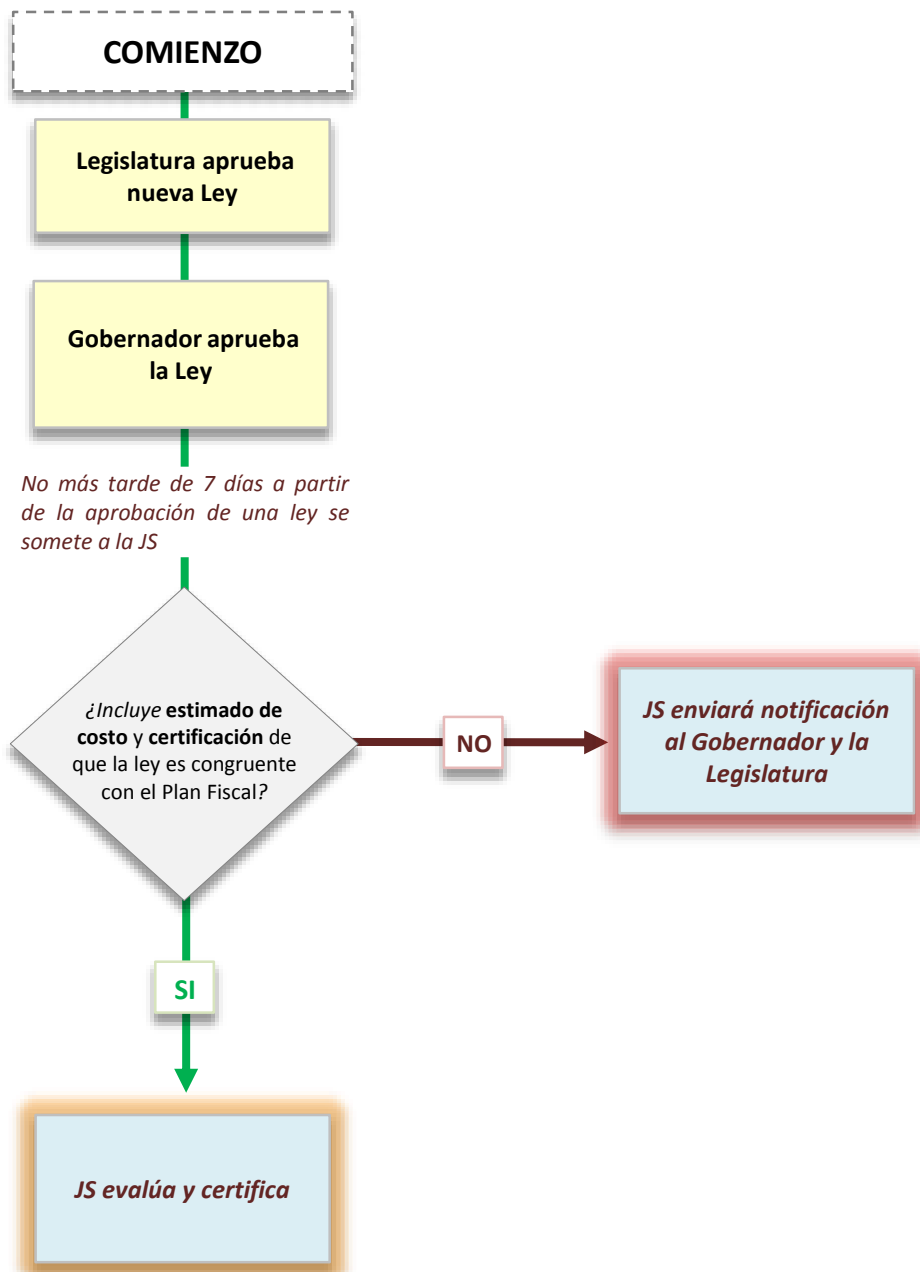 COMIENZO
Legislatura aprueba
nueva Ley
Gobernador aprueba
la Ley
No más tarde de 7 días a partir
de la aprobación de una ley se
somete a la JS
¿Incluye estimado de
costo y certificación de
que la ley es congruente
con el Plan Fiscal?
NO
JS enviará notificación
al Gobernador y la
Legislatura
SI
JS evalúa y certifica